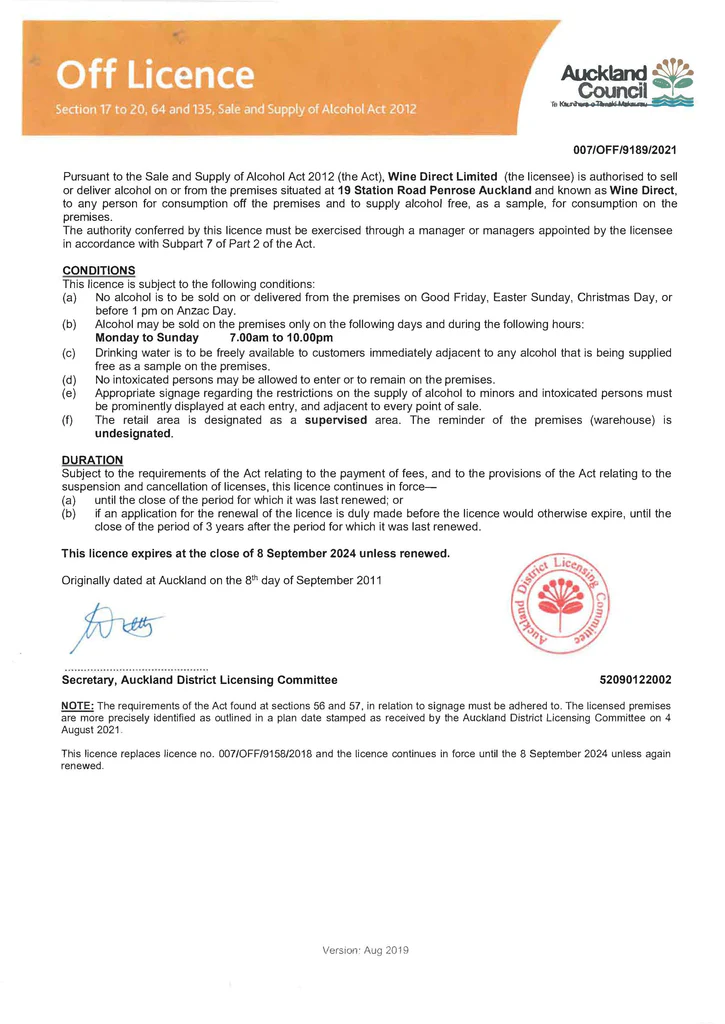 Off Licence
Section 17 to 20, 64 and 135, Sale and Supply of Alcohol Act 2012
Auckland
Council
Te Kaunihera o Tāmaki Makaurau
007/OFF/9189/2021
Pursuant to the Sale and Supply of Alcohol Act 2012 (the Act), Wine Direct Limited (the licensee) is authorised to sell
or deliver alcohol on or from the premises situated at 19 Station Road Penrose Auckland and known as Wine Direct,
to any person for consumption off the premises and to supply alcohol free, as a sample, for consumption on the
premises.
The authority conferred by this licence must be exercised through a manager or managers appointed by the licensee
in accordance with Subpart 7 of Part 2 of the Act.
CONDITIONS
This licence is subject to the following conditions:
(a) No alcohol is to be sold on or delivered from the premises on Good Friday, Easter Sunday, Christmas Day, or
before 1 pm on Anzac Day.
(b) Alcohol may be sold on the premises only on the following days and during the following hours:
Monday to Sunday 7.00am to 10.00pm
(c) Drinking water is to be freely available to customers immediately adjacent to any alcohol that is being supplied
free as a sample on the premises.
(d) No intoxicated persons may be allowed to enter or to remain on the premises.
(e) Appropriate signage regarding the restrictions on the supply of alcohol to minors and intoxicated persons must
be prominently displayed at each entry, and adjacent to every point of sale.
(f) The retail area is designated as a supervised area. The reminder of the premises (warehouse) is
undesignated.
DURATION
Subject to the requirements of the Act relating to the payment of fees, and to the provisions of the Act relating to the
suspension and cancellation of licenses, this licence continues in force—
(a) until the close of the period for which it was last renewed; or
(b) if an application for the renewal of the licence is duly made before the licence would otherwise expire, until the
close of the period of 3 years after the period for which it was last renewed.
This licence expires at the close of 8 September 2024 unless renewed.
Originally dated at Auckland on the 8th day of September 2011
Auckland District Licensing Committee
Secretary, Auckland District Licensing Committee
52090122002
NOTE: The requirements of the Act found at sections 56 and 57, in relation to signage must be adhered to. The licensed premises
are more precisely identified as outlined in a plan date stamped as received by the Auckland District Licensing Committee on 4
August 2021.
This licence replaces licence no. 007/OFF/9158/2018 and the licence continues in force until the 8 September 2024 unless again
renewed.
Version: Aug 2019